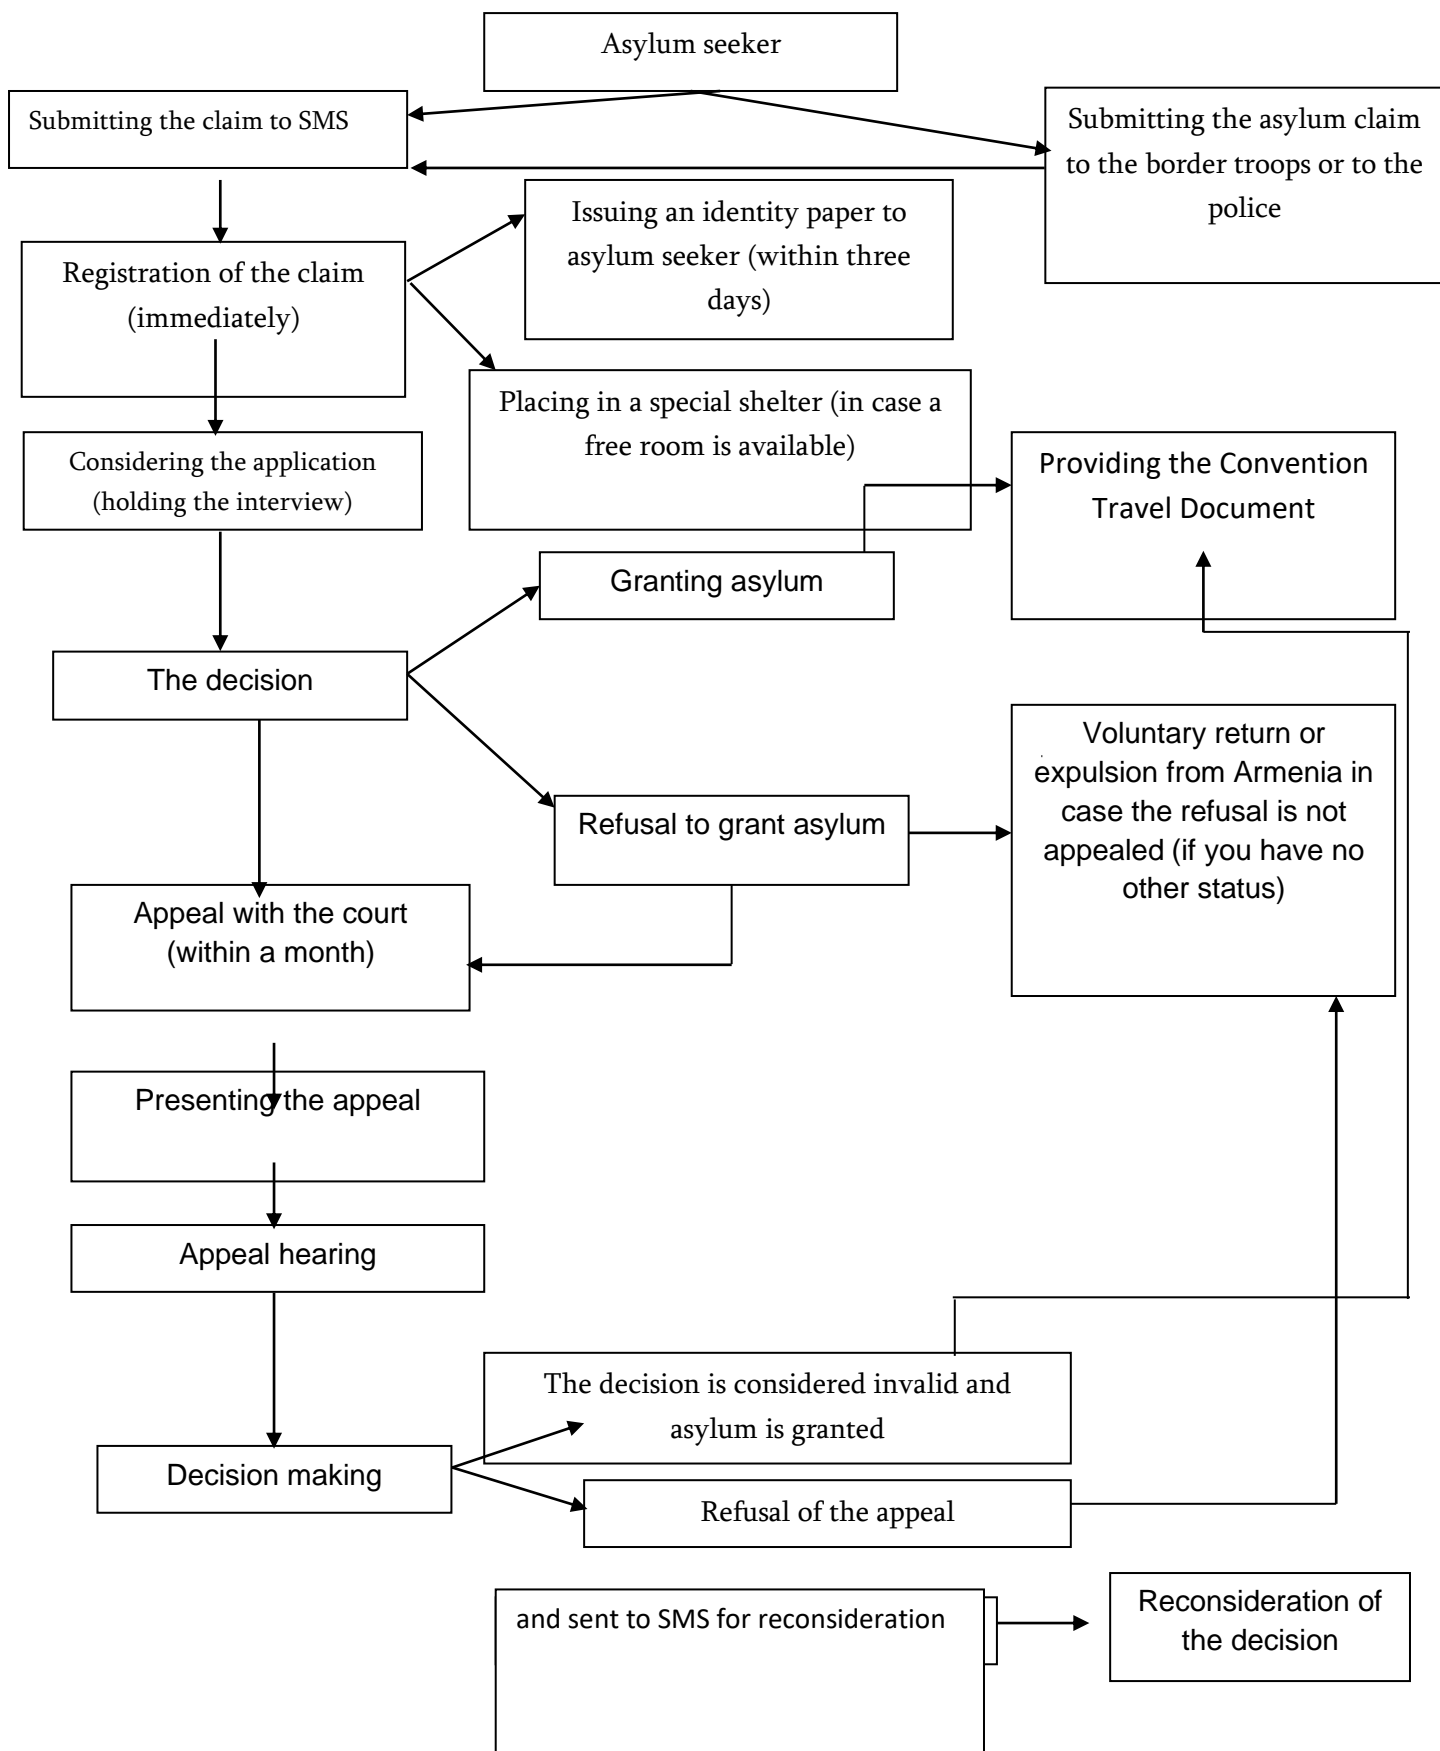 Asylum seeker
Submitting the claim to SMS
Submitting the asylum claim
to the border troops or to the
police
Issuing an identity paper to
asylum seeker (within three
days)
Registration of the claim
(immediately)
Placing in a special shelter (in case a
free room is available)
Considering the application
(holding the interview)
Providing the Convention
Travel Document
Granting asylum
The decision
Voluntary return or
expulsion from Armenia in
case the refusal is not
appealed (if you have no
other status)
Refusal to grant asylum
Appeal with the court
(within a month)
Presenting the appeal
Appeal hearing
The decision is considered invalid and
asylum is granted
Decision making
Refusal of the appeal
and sent to SMS for reconsideration
Reconsideration of
the decision